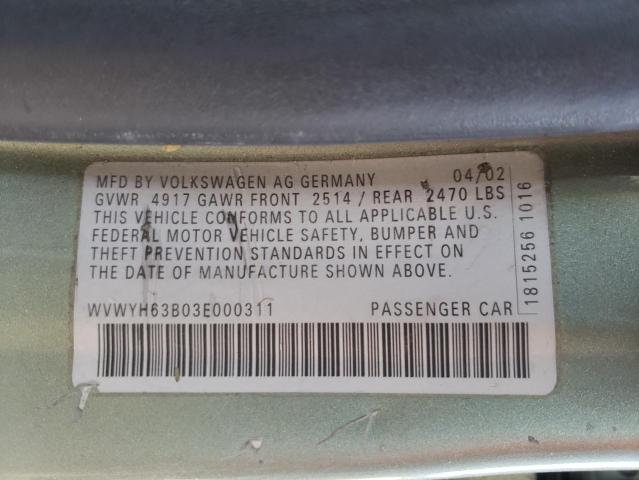 MFD BY VOLKSWAGEN AG GERMANY 04/02
GVWR 4917 GAWR FRONT 2514 / REAR 2470 LBS
THIS VEHICLE CONFORMS TO ALL APPLICABLE U.S.
FEDERAL MOTOR VEHICLE SAFETY, BUMPER AND
THEFT PREVENTION STANDARDS IN EFFECT ON
THE DATE OF MANUFACTURE SHOWN ABOVE.
WVWYH63B03E000311 PASSENGER CAR
18152561016